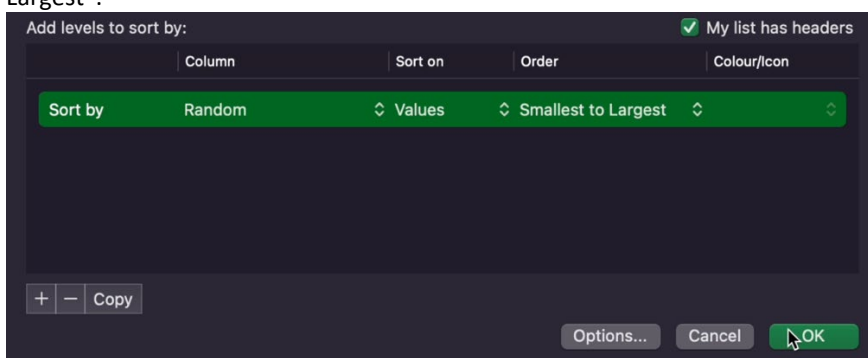 Largest".
Add levels to sort by: My list has headers
Column Sort on Order Colour/Icon
Sort by Random Values Smallest to Largest
+ − Copy
Options... Cancel OK